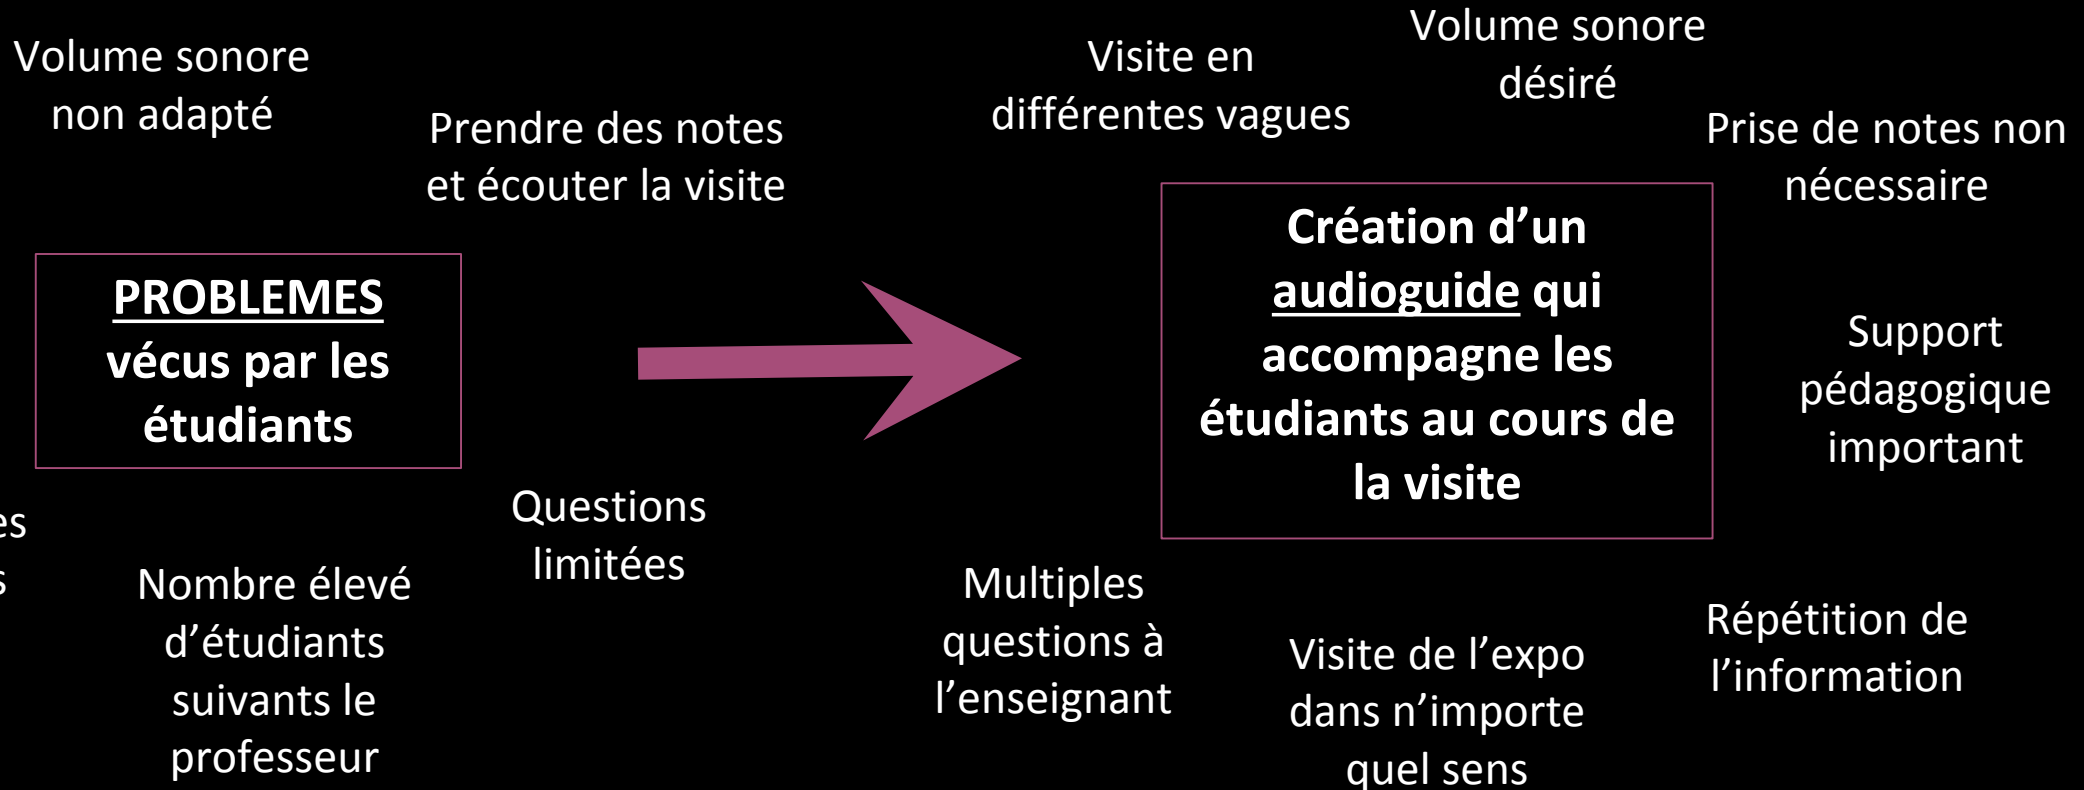 Volume sonore
non adapté
Prendre des notes
et écouter la visite
PROBLEMES
vécus par les
étudiants
Questions
limitées
Nombre élevé
d’étudiants
suivants le
professeur
Visite en
différentes vagues
Volume sonore
désiré
Prise de notes non
nécessaire
Création d’un
audioguide qui
accompagne les
étudiants au cours de
la visite
Support
pédagogique
important
Multiples
questions à
l’enseignant
Visite de l’expo
dans n’importe
quel sens
Répétition de
l’information